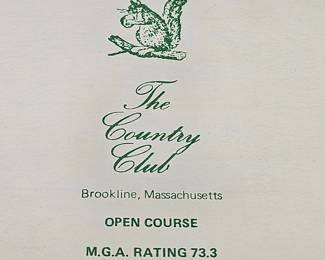 The
Country
Club
Brookline, Massachusetts
OPEN COURSE
M.G.A. RATING 73.3